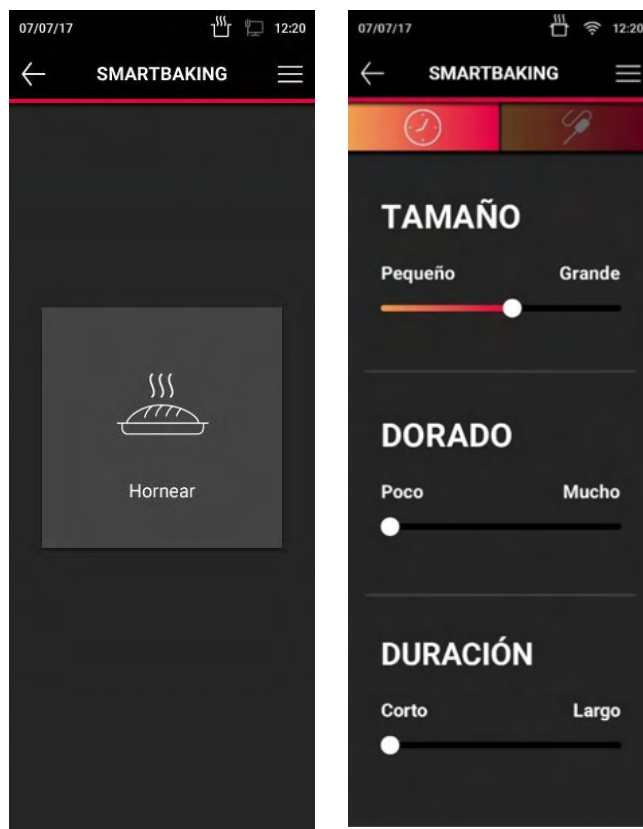 07/07/17 12:20
SMARTBAKING
Hornear
07/07/17 12:20
SMARTBAKING
TAMAÑO
Pequeño Grande
DORADO
Poco Mucho
DURACIÓN
Corto Largo